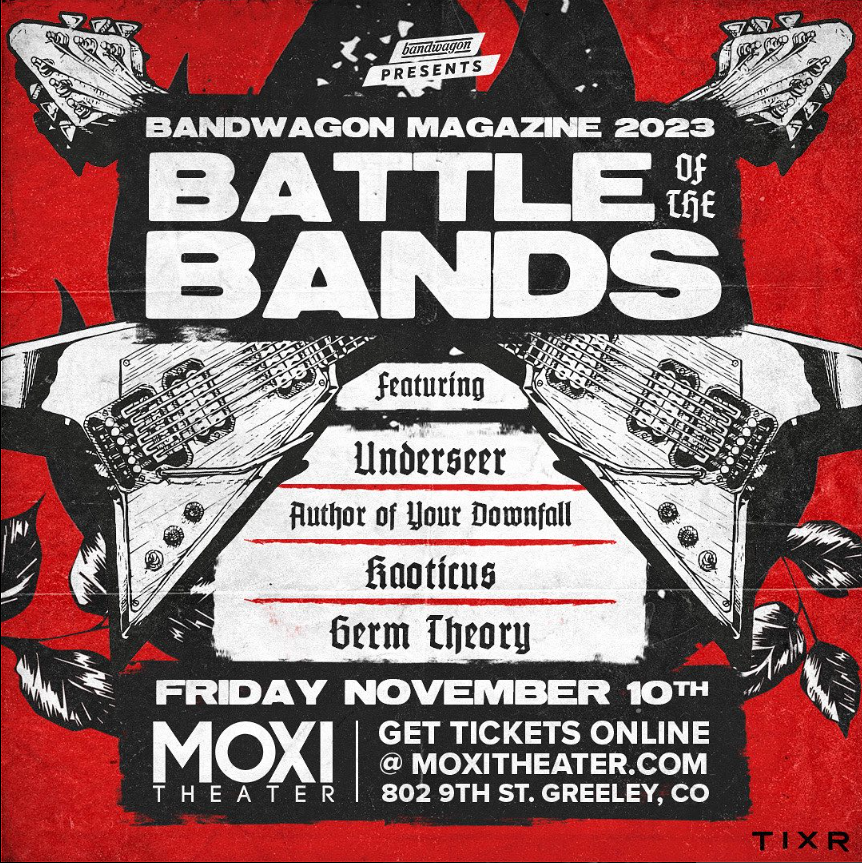 bandwagon
PRESENTS
BANDWAGON MAGAZINE 2023
BATTLE OF THE
BANDS
Featuring
Underseer
Author of Your Downfall
Kaoticus
Germ Theory
FRIDAY NOVEMBER 10TH
MOXI
THEATER
GET TICKETS ONLINE
@ MOXITHEATER.COM
802 9TH ST. GREELEY, CO
TIXR